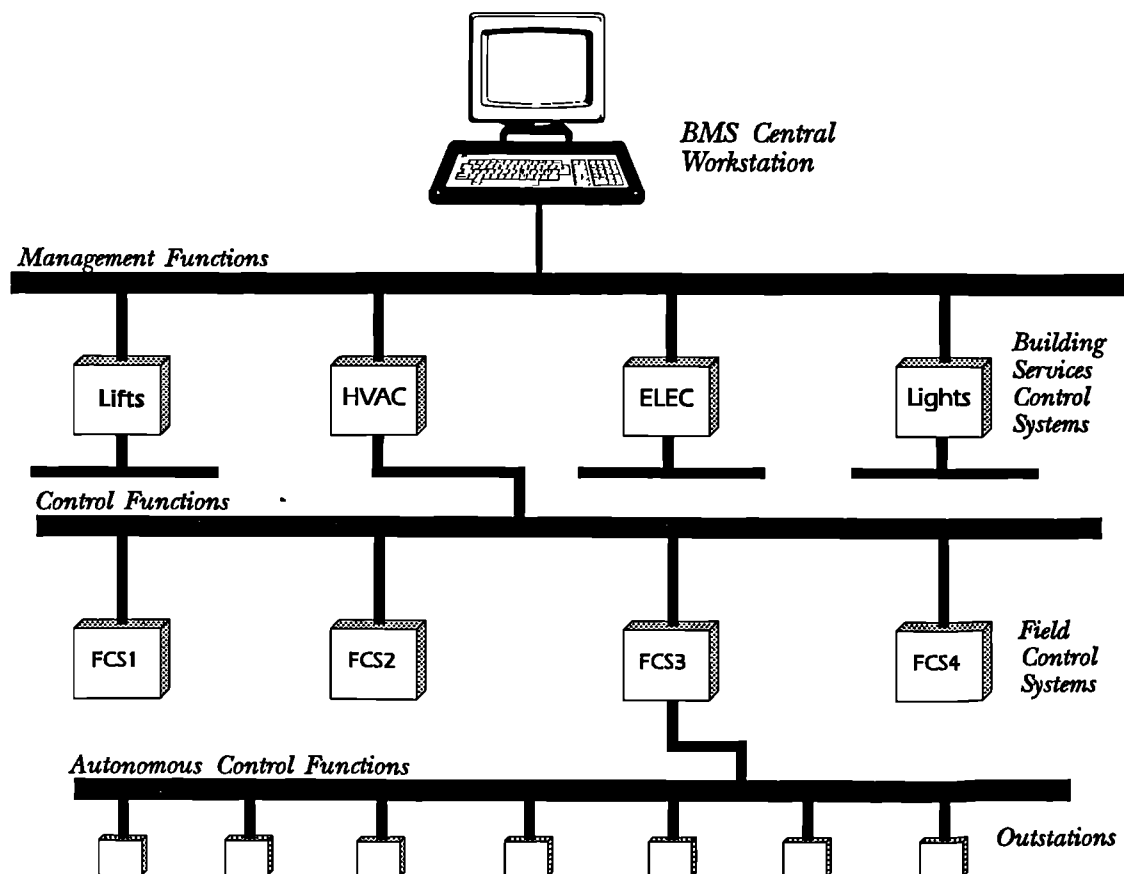 BMS Central
Workstation
Management Functions
Lifts
HVAC
ELEC
Lights
Building
Services
Control
Systems
Control Functions
FCS1
FCS2
FCS3
FCS4
Field
Control
Systems
Autonomous Control Functions
Outstations